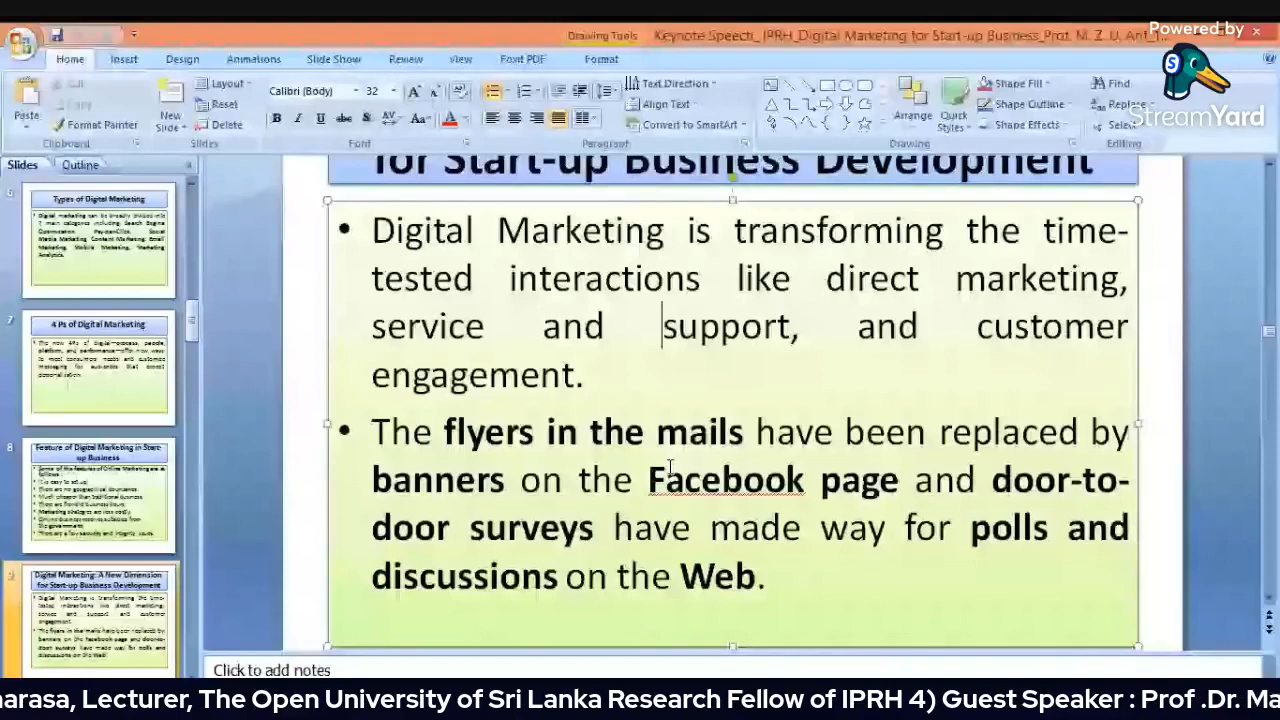 Powered by
StreamYard
Drawing Tools
Keynote Speech_ IPRH_Digital Marketing for Start-up Business_Prof. M. Z. U.
Home Insert Design Animations Slide Show Review View Foxit PDF Format
Paste
Format Painter
Clipboard
New Slide
Layout
Reset
Delete
Slides
Calibri (Body) 32
Font
Text Direction
Align Text
Convert to SmartArt
Paragraph
Arrange
Quick Styles
Shape Fill
Shape Outline
Shape Effects
Drawing
Find
Select
Editing
Slides Outline
Types of Digital Marketing
7
4 Ps of Digital Marketing
8
Feature of Digital Marketing in Start-
up Business
9
Digital Marketing: A New Dimension
for Start-up Business Development
for Start-up Business Development
• Digital Marketing is transforming the time-
tested interactions like direct marketing,
service and support, and customer
engagement.
• The flyers in the mails have been replaced by
banners on the Facebook page and door-to-
door surveys have made way for polls and
discussions on the Web.
Click to add notes
arasa, Lecturer, The Open University of Sri Lanka Research Fellow of IPRH 4) Guest Speaker : Prof .Dr. Ma